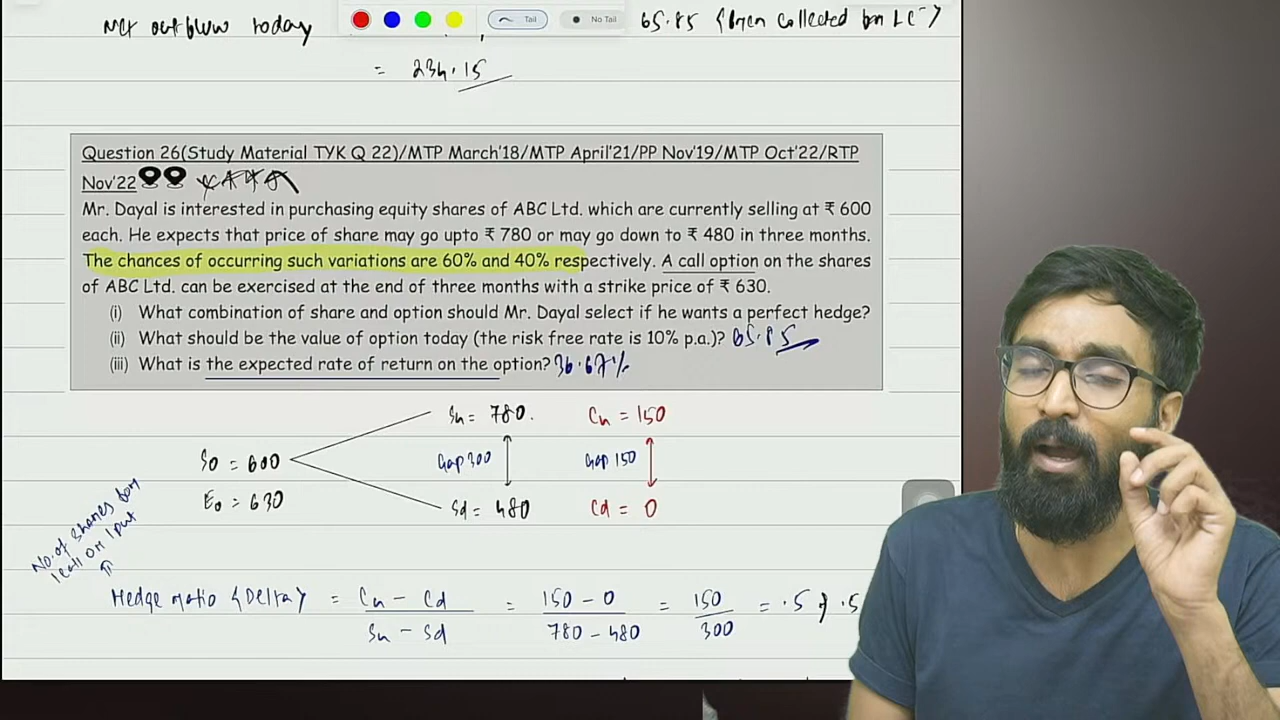 Net outflow today
65.85 {
collected
= 234.15
Tail
No Tail
Question 26(Study Material TYK Q 22)/MTP March'18/MTP April'21/PP Nov'19/MTP Oct'22/RTP
Nov'22
Mr. Dayal is interested in purchasing equity shares of ABC Ltd. which are currently selling at ₹ 600
each. He expects that price of share may go upto ₹ 780 or may go down to ₹ 480 in three months.
The chances of occurring such variations are 60% and 40% respectively. A call option on the shares
of ABC Ltd. can be exercised at the end of three months with a strike price of ₹ 630.
(i) What combination of share and option should Mr. Dayal select if he wants a perfect hedge?
(ii) What should be the value of option today (the risk free rate is 10% p.a.)? 65.85
(iii) What is the expected rate of return on the option? 36.67%
Su = 780. Cu = 150
S0 = 600 Gap 300 Gap 150
E0 = 630 Sd = 480 Cd = 0
No. of shares for
1 call or 1 put
Hedge ratio {Delta} = Cu - Cd = 150 - 0 = 150 = .5
Su - Sd 780 - 480 300